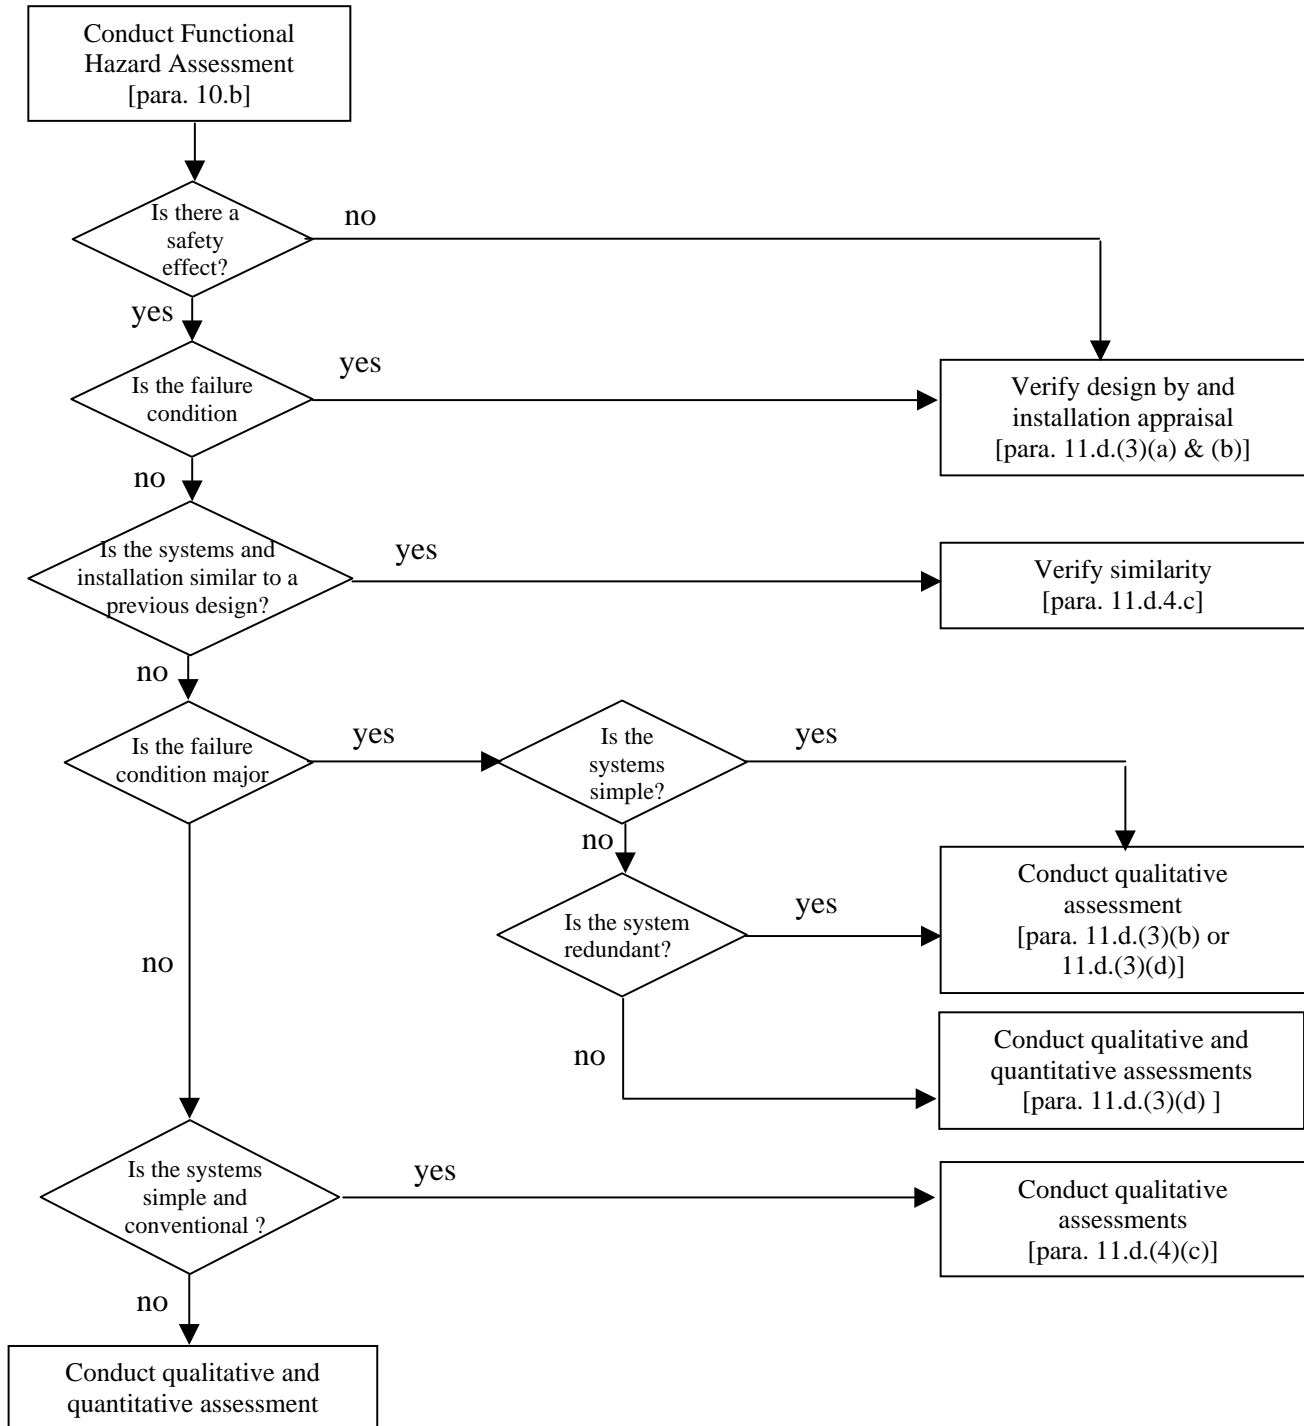 Conduct Functional
Hazard Assessment
[para. 10.b]
Is there a
safety
effect?
no
yes
Is the failure
condition
yes
Verify design by and
installation appraisal
[para. 11.d.(3)(a) & (b)]
no
Is the systems and
installation similar to a
previous design?
yes
Verify similarity
[para. 11.d.4.c]
no
Is the failure
condition major
yes
Is the
systems
simple?
yes
no
Conduct qualitative
assessment
[para. 11.d.(3)(b) or
11.d.(3)(d)]
Is the system
redundant?
yes
no
no
Conduct qualitative and
quantitative assessments
[para. 11.d.(3)(d) ]
Is the systems
simple and
conventional ?
yes
Conduct qualitative
assessments
[para. 11.d.(4)(c)]
no
Conduct qualitative and
quantitative assessment